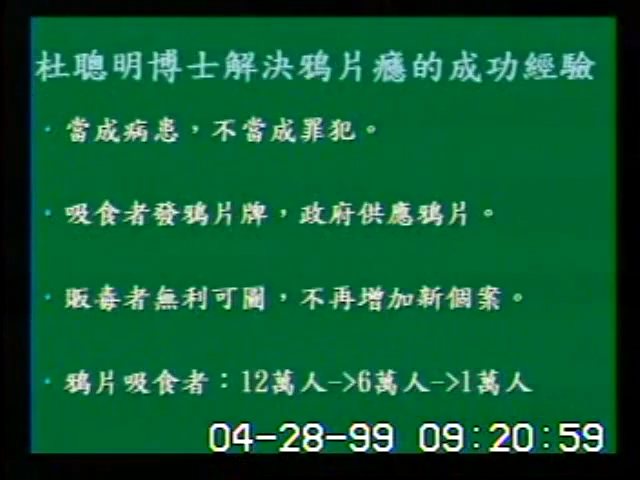 杜聰明博士解決鴉片癮的成功經驗
·當成病患，不當成罪犯。
·吸食者發鴉片牌，政府供應鴉片。
·販毒者無利可圖，不再增加新個案。
·鴉片吸食者：12萬人->6萬人->1萬人
04-28-99 09:20:59